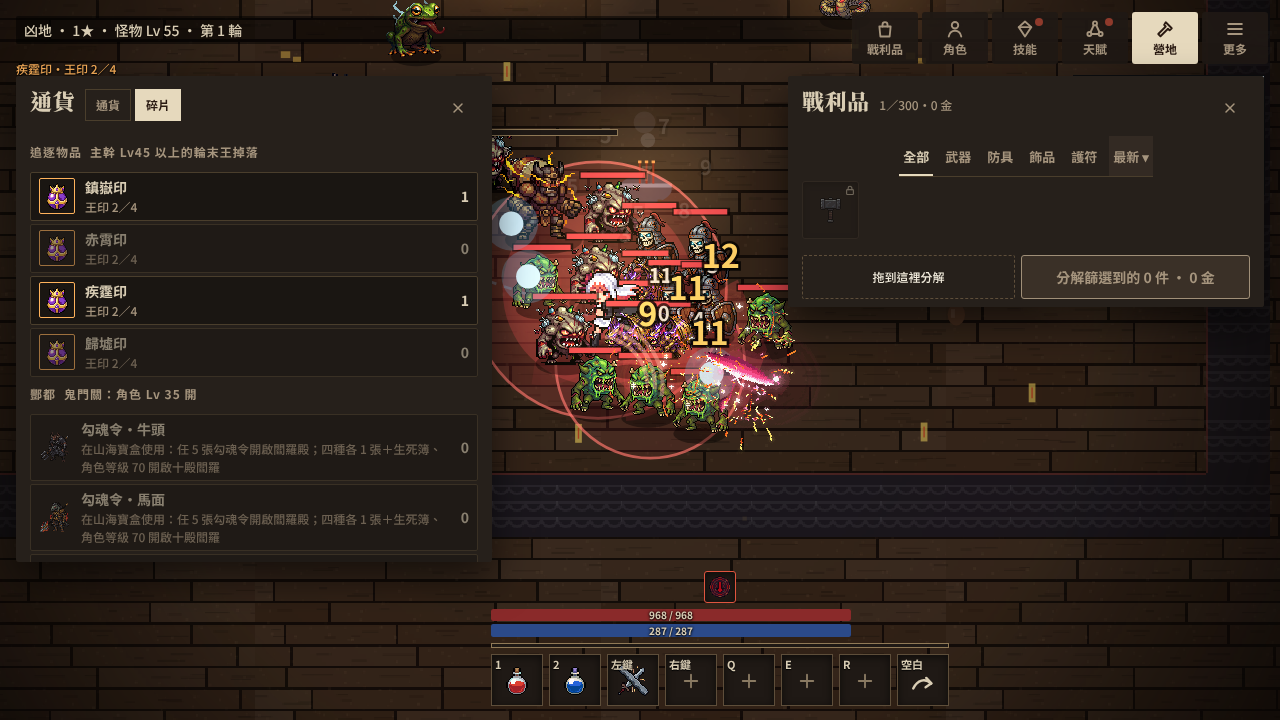 凶地・1★・怪物 Lv 55・第 1 輪
戰利品
角色
技能
天賦
營地
更多
疾霆印・王印 2／4
通貨
通貨
碎片
×
追逐物品 主幹 Lv45 以上的輪末王掉落
鎮嶽印
王印 2／4
1
赤霄印
王印 2／4
0
疾霆印
王印 2／4
1
歸墟印
王印 2／4
0
酆都 鬼門關：角色 Lv 35 開
勾魂令・牛頭
在山海寶盒使用：任 5 張勾魂令開啟閻羅殿；四種各 1 張＋生死簿、
角色等級 70 開啟十殿閻羅
0
勾魂令・馬面
在山海寶盒使用：任 5 張勾魂令開啟閻羅殿；四種各 1 張＋生死簿、
角色等級 70 開啟十殿閻羅
0
戰利品
1／300・0 金
×
全部
武器
防具
飾品
護符
最新 ▾
拖到這裡分解
分解篩選到的 0 件 ・ 0 金
7
9
12
11
11
9
0
11
968 / 968
287 / 287
1
2
左鍵
右鍵
Q
E
R
空白